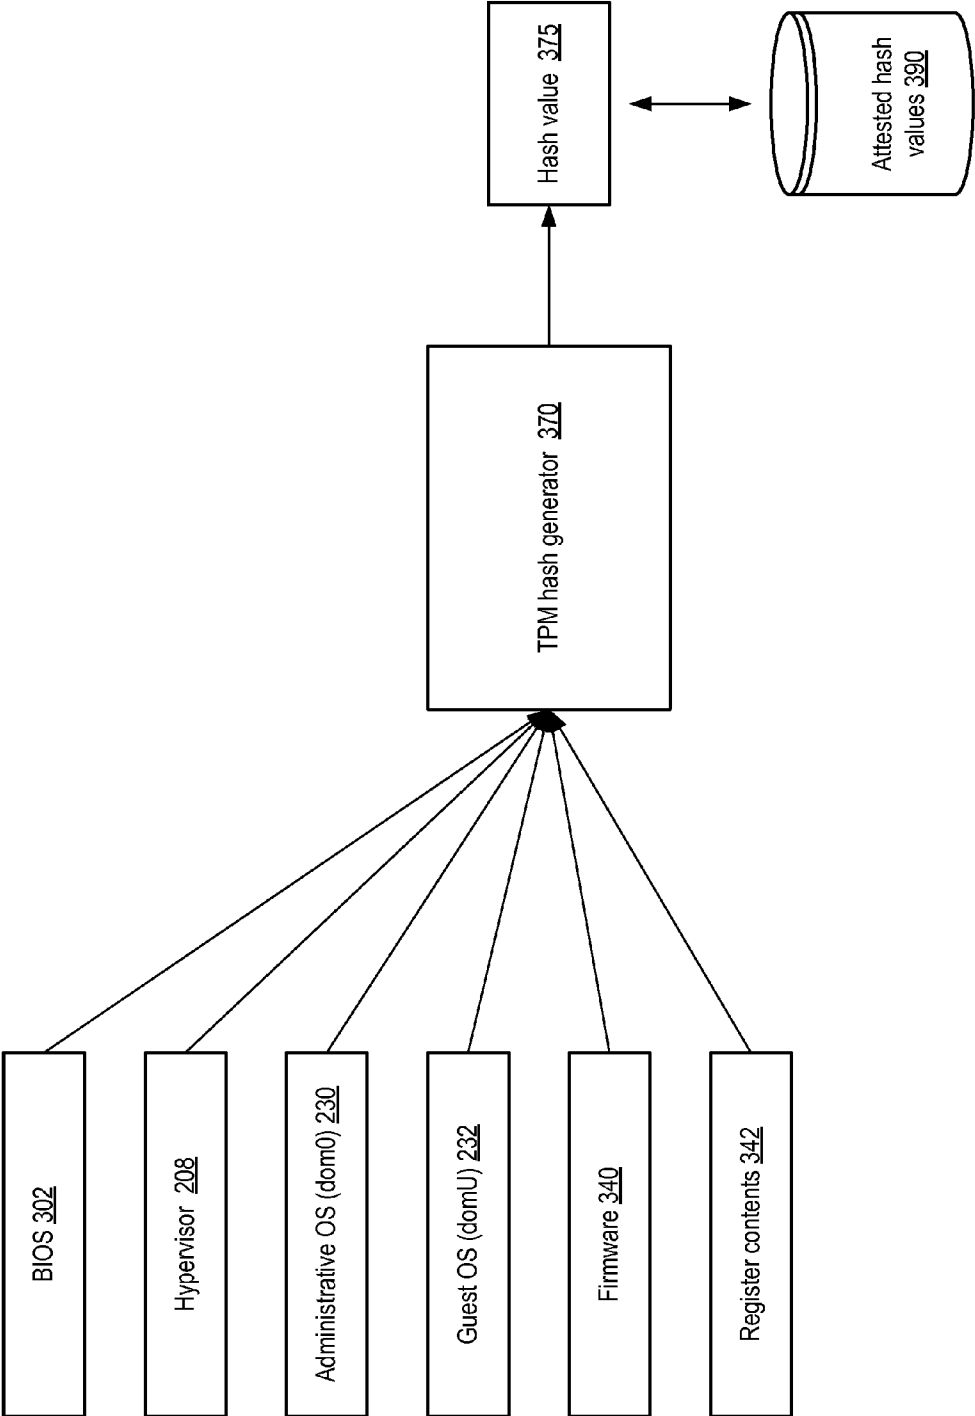 BIOS 302
Hypervisor 208
Administrative OS (dom0) 230
Guest OS (domU) 232
Firmware 340
Register contents 342
TPM hash generator 370
Hash value 375
Attested hash
values 390